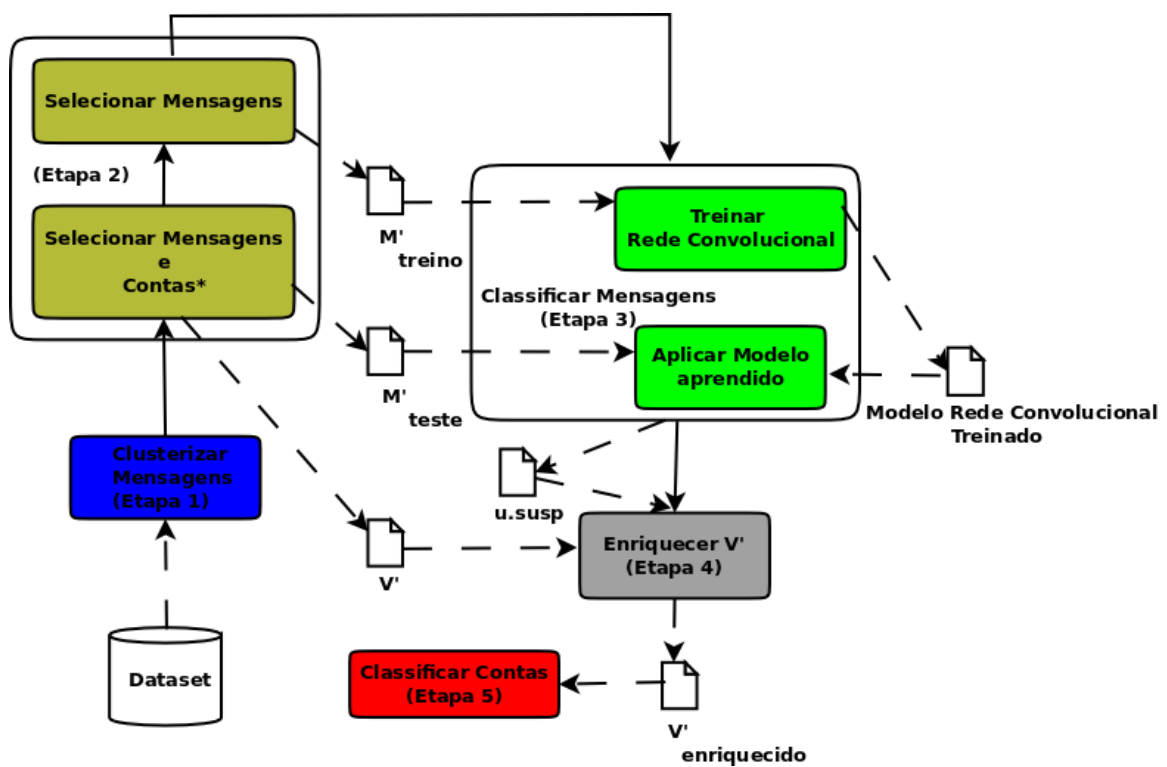 Selecionar Mensagens
(Etapa 2)
Selecionar Mensagens
e
Contas*
M'
treino
Treinar
Rede Convolucional
Classificar Mensagens
(Etapa 3)
Aplicar Modelo
aprendido
M'
teste
Modelo Rede Convolucional
Treinado
Clusterizar
Mensagens
(Etapa 1)
u.susp
Enriquecer V'
(Etapa 4)
V'
Dataset
Classificar Contas
(Etapa 5)
V'
enriquecido